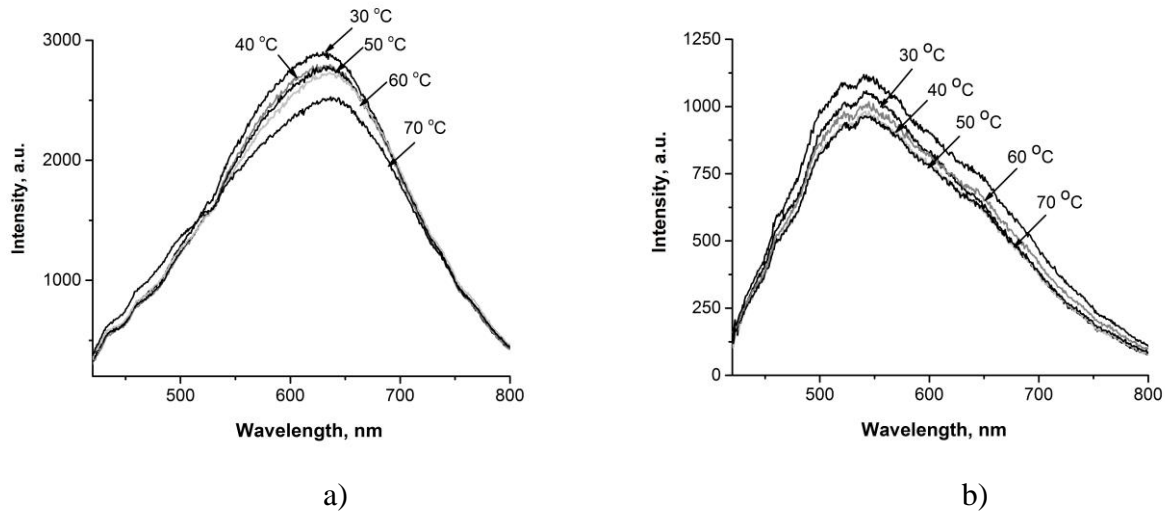 3000
2000
1000
500
600
700
800
Intensity, a.u.
Wavelength, nm
30 °C
40 °C
50 °C
60 °C
70 °C
a)
1250
1000
750
500
250
0
500
600
700
800
Intensity, a.u.
Wavelength, nm
30 °C
40 °C
50 °C
60 °C
70 °C
b)